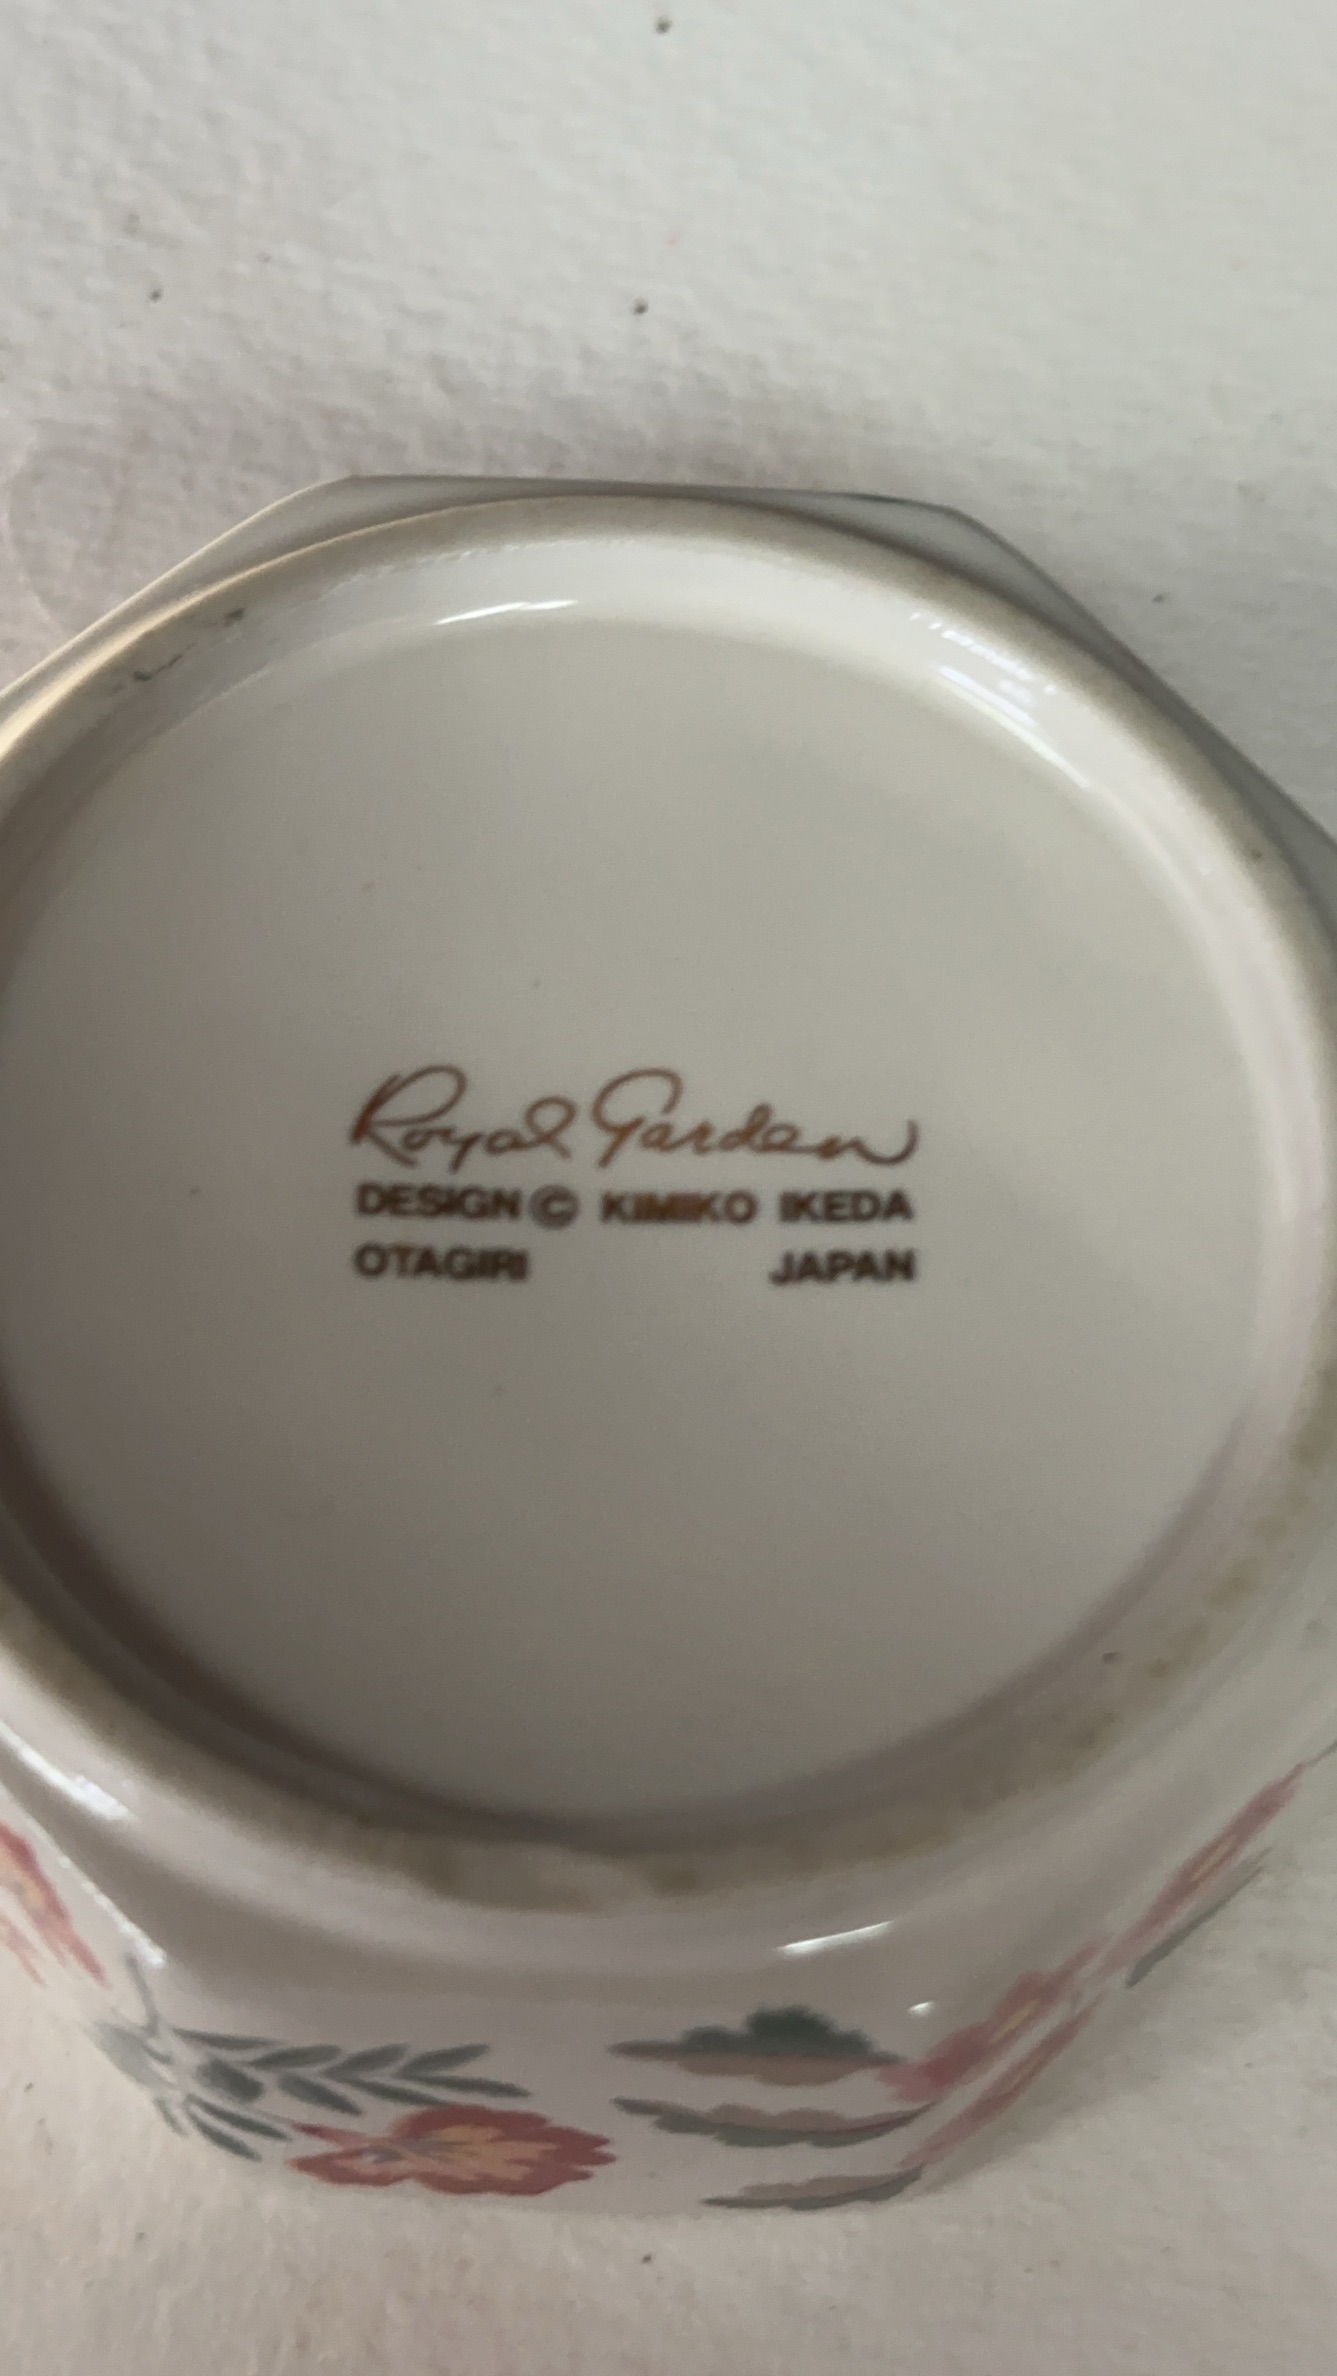 Royal Garden
DESIGN © KIMIKO IKEDA
OTAGIRI JAPAN